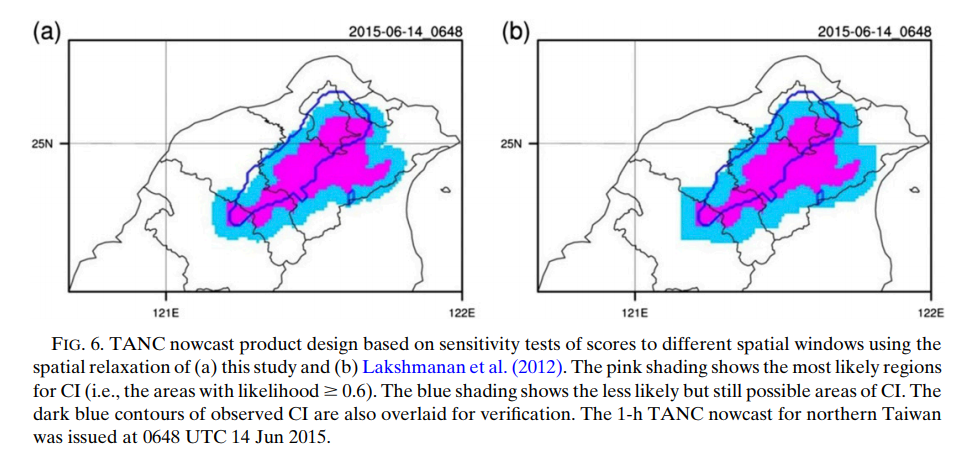 (a)
2015-06-14_0648
25N
121E
122E
(b)
2015-06-14_0648
25N
121E
122E
FIG. 6. TANC nowcast product design based on sensitivity tests of scores to different spatial windows using the
spatial relaxation of (a) this study and (b) Lakshmanan et al. (2012). The pink shading shows the most likely regions
for CI (i.e., the areas with likelihood ≥ 0.6). The blue shading shows the less likely but still possible areas of CI. The
dark blue contours of observed CI are also overlaid for verification. The 1-h TANC nowcast for northern Taiwan
was issued at 0648 UTC 14 Jun 2015.